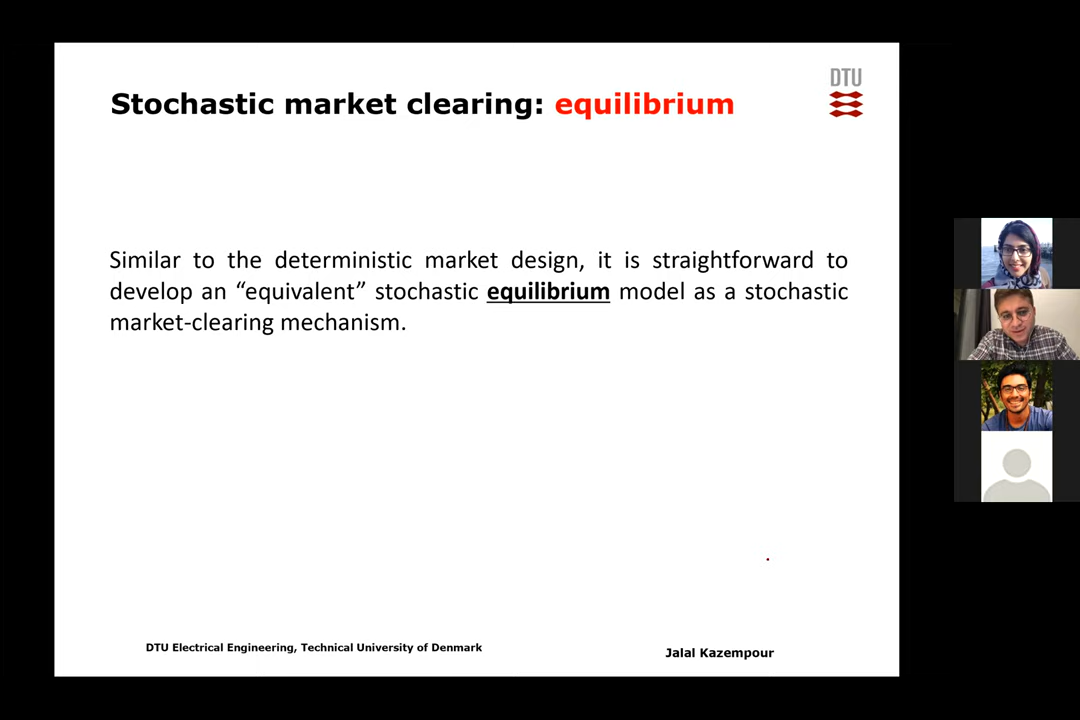 DTU
Stochastic market clearing: equilibrium
Similar to the deterministic market design, it is straightforward to
develop an “equivalent” stochastic equilibrium model as a stochastic
market-clearing mechanism.
DTU Electrical Engineering, Technical University of Denmark
Jalal Kazempour